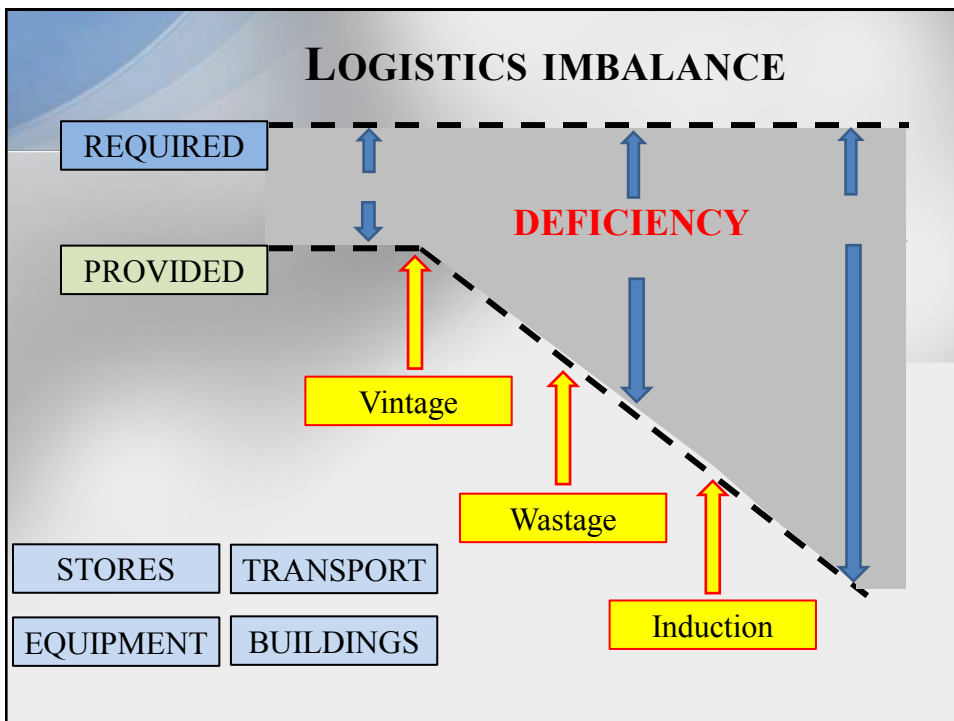 LOGISTICS IMBALANCE
REQUIRED
DEFICIENCY
PROVIDED
Vintage
Wastage
Induction
STORES
TRANSPORT
EQUIPMENT
BUILDINGS